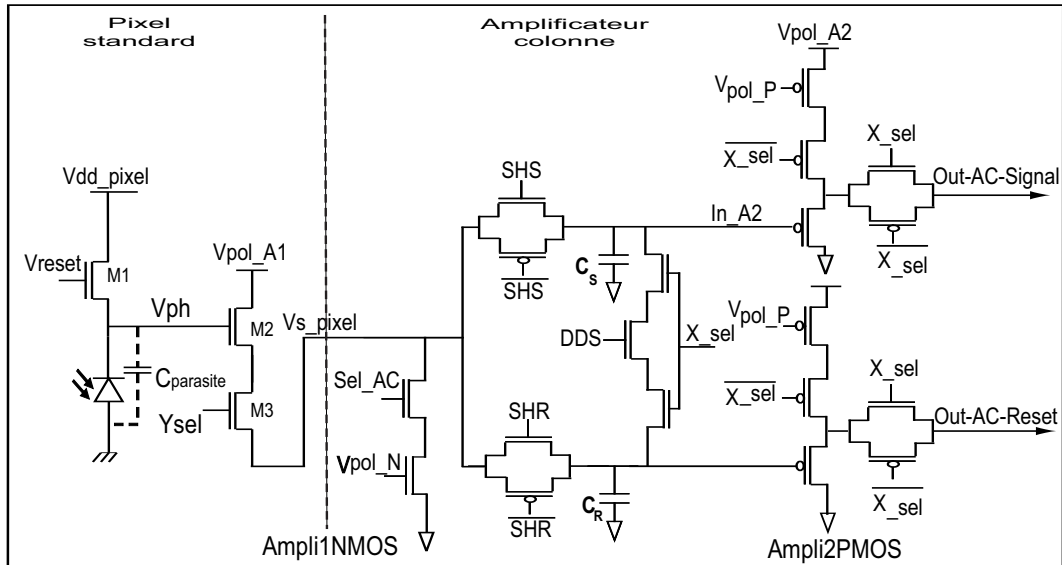 Pixel
standard
Amplificateur
colonne
Vdd_pixel
Vreset
M1
Vph
Cparasite
Vpol_A1
M2
M3
Ysel
Vs_pixel
Sel_AC
Vpol_N
Ampli1NMOS
SHS
SHS
Cs
SHR
SHR
CR
DDS
X_sel
In_A2
Vpol_A2
Vpol_P
X_sel
X_sel
X_sel
Out-AC-Signal
Vpol_P
X_sel
X_sel
X_sel
Out-AC-Reset
Ampli2PMOS